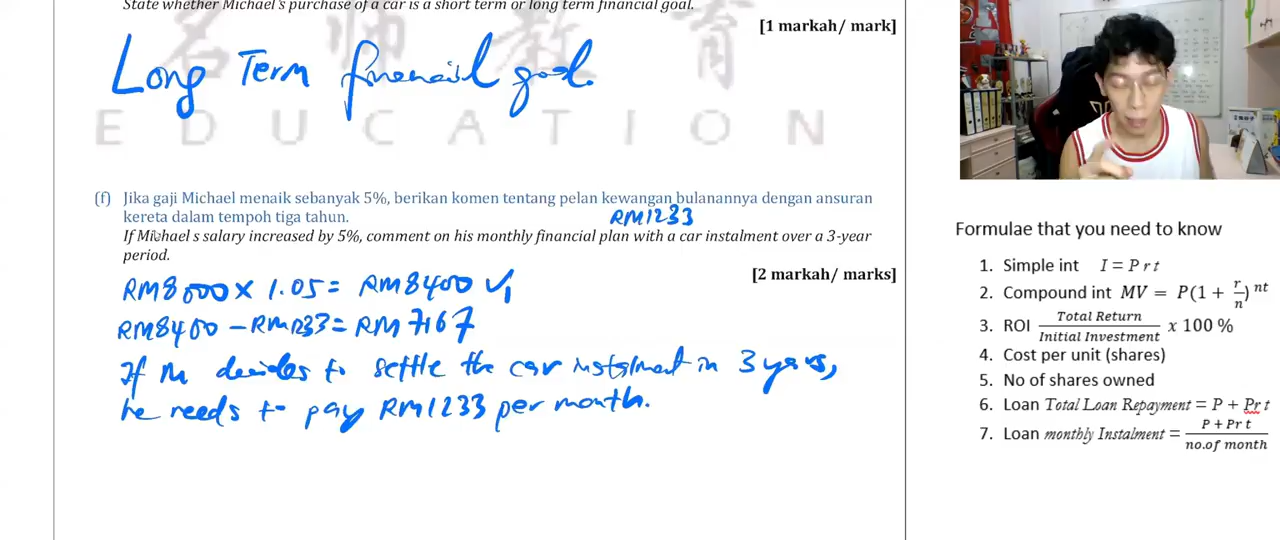 State whether Michael's purchase of a car is a short term or long term financial goal.
[1 markah/ mark]
名 师 教 育
Long Term financial goal.
E D U C A T I O N
(f) Jika gaji Michael menaik sebanyak 5%, berikan komen tentang pelan kewangan bulanannya dengan ansuran
kereta dalam tempoh tiga tahun.
RM1233
If Michael s salary increased by 5%, comment on his monthly financial plan with a car instalment over a 3-year
period.
[2 markah/ marks]
RM8000 × 1.05 = RM8400 √1
RM8400 - RM1233 = RM7167
If M decides to settle the car instalment in 3 years,
he needs to pay RM1233 per month.
Formulae that you need to know
1. Simple int I = P r t
2. Compound int MV = P(1 + r/n)^nt
3. ROI Total Return / Initial Investment x 100 %
4. Cost per unit (shares)
5. No of shares owned
6. Loan Total Loan Repayment = P + Pr t
7. Loan monthly Instalment = P + Pr t / no.of month